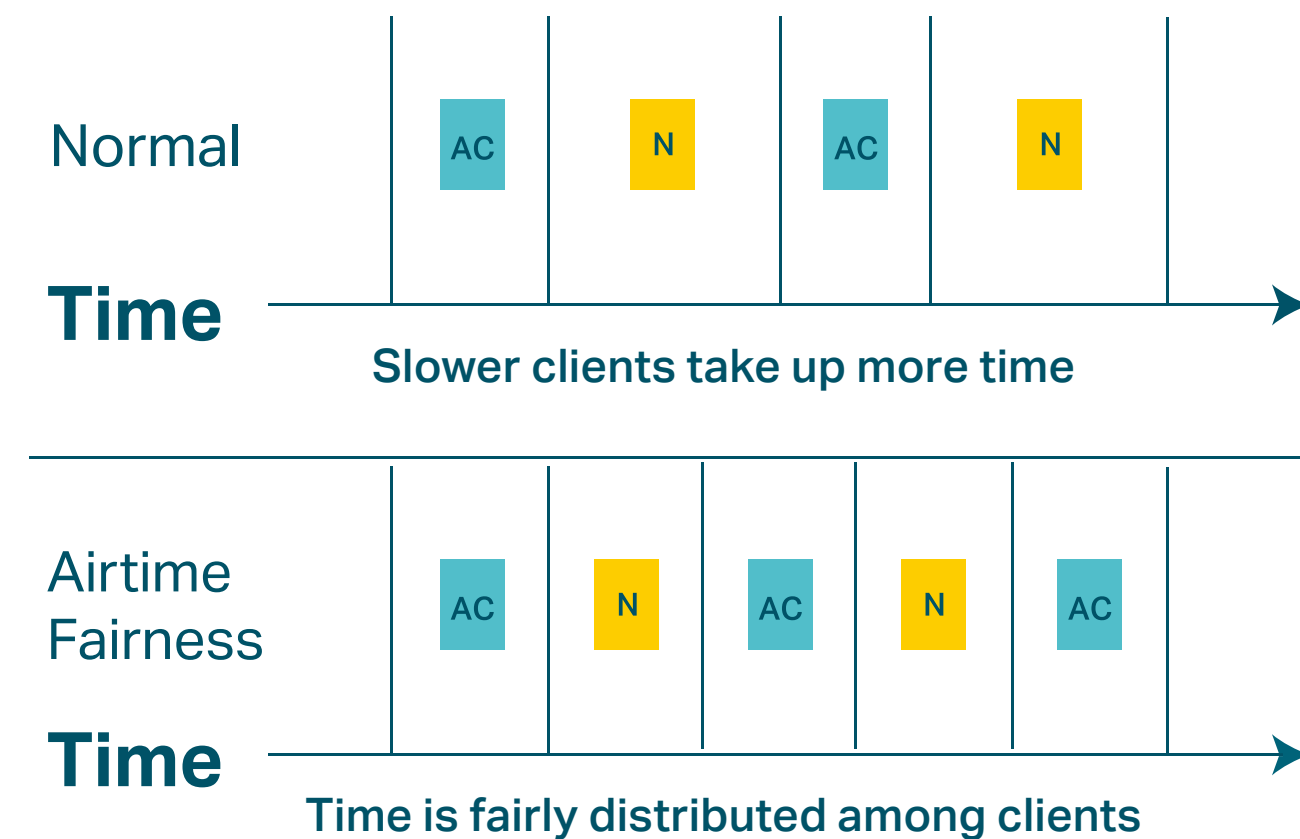 Normal
AC
N
AC
N
Time
Slower clients take up more time
Airtime
Fairness
AC
N
AC
N
AC
Time
Time is fairly distributed among clients